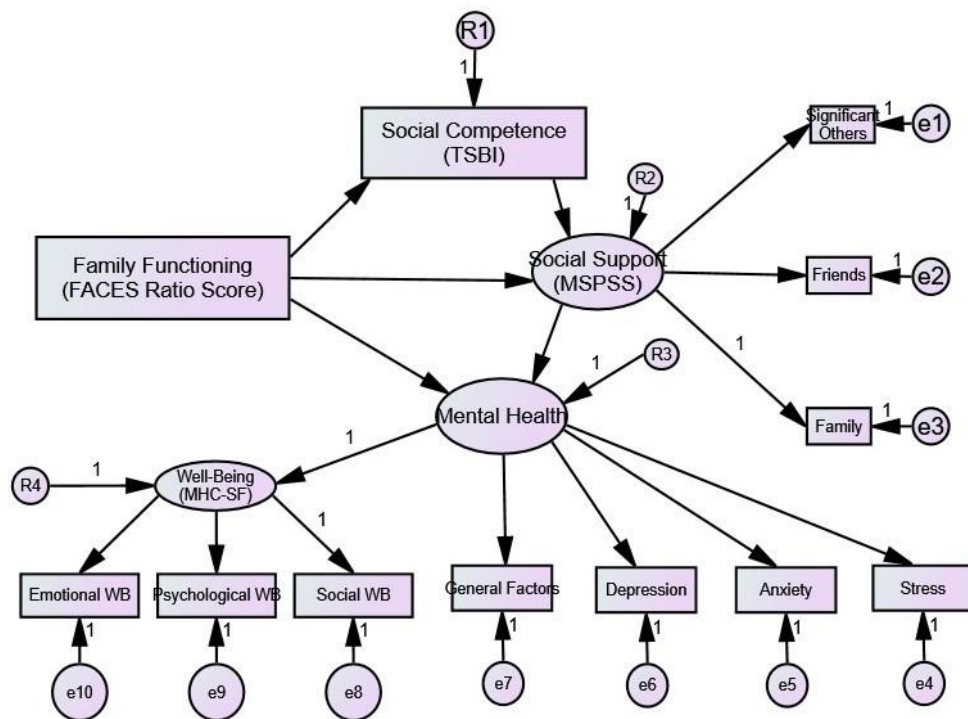 R1
1
Social Competence
(TSBI)
Significant
Others
1
e1
R2
1
Family Functioning
(FACES Ratio Score)
Social Support
(MSPSS)
Friends
1
e2
1
R3
1
Mental Health
Family
1
e3
1
R4
1
Well-Being
(MHC-SF)
1
Emotional WB
Psychological WB
Social WB
General Factors
Depression
Anxiety
Stress
1
1
1
1
1
1
1
e10
e9
e8
e7
e6
e5
e4